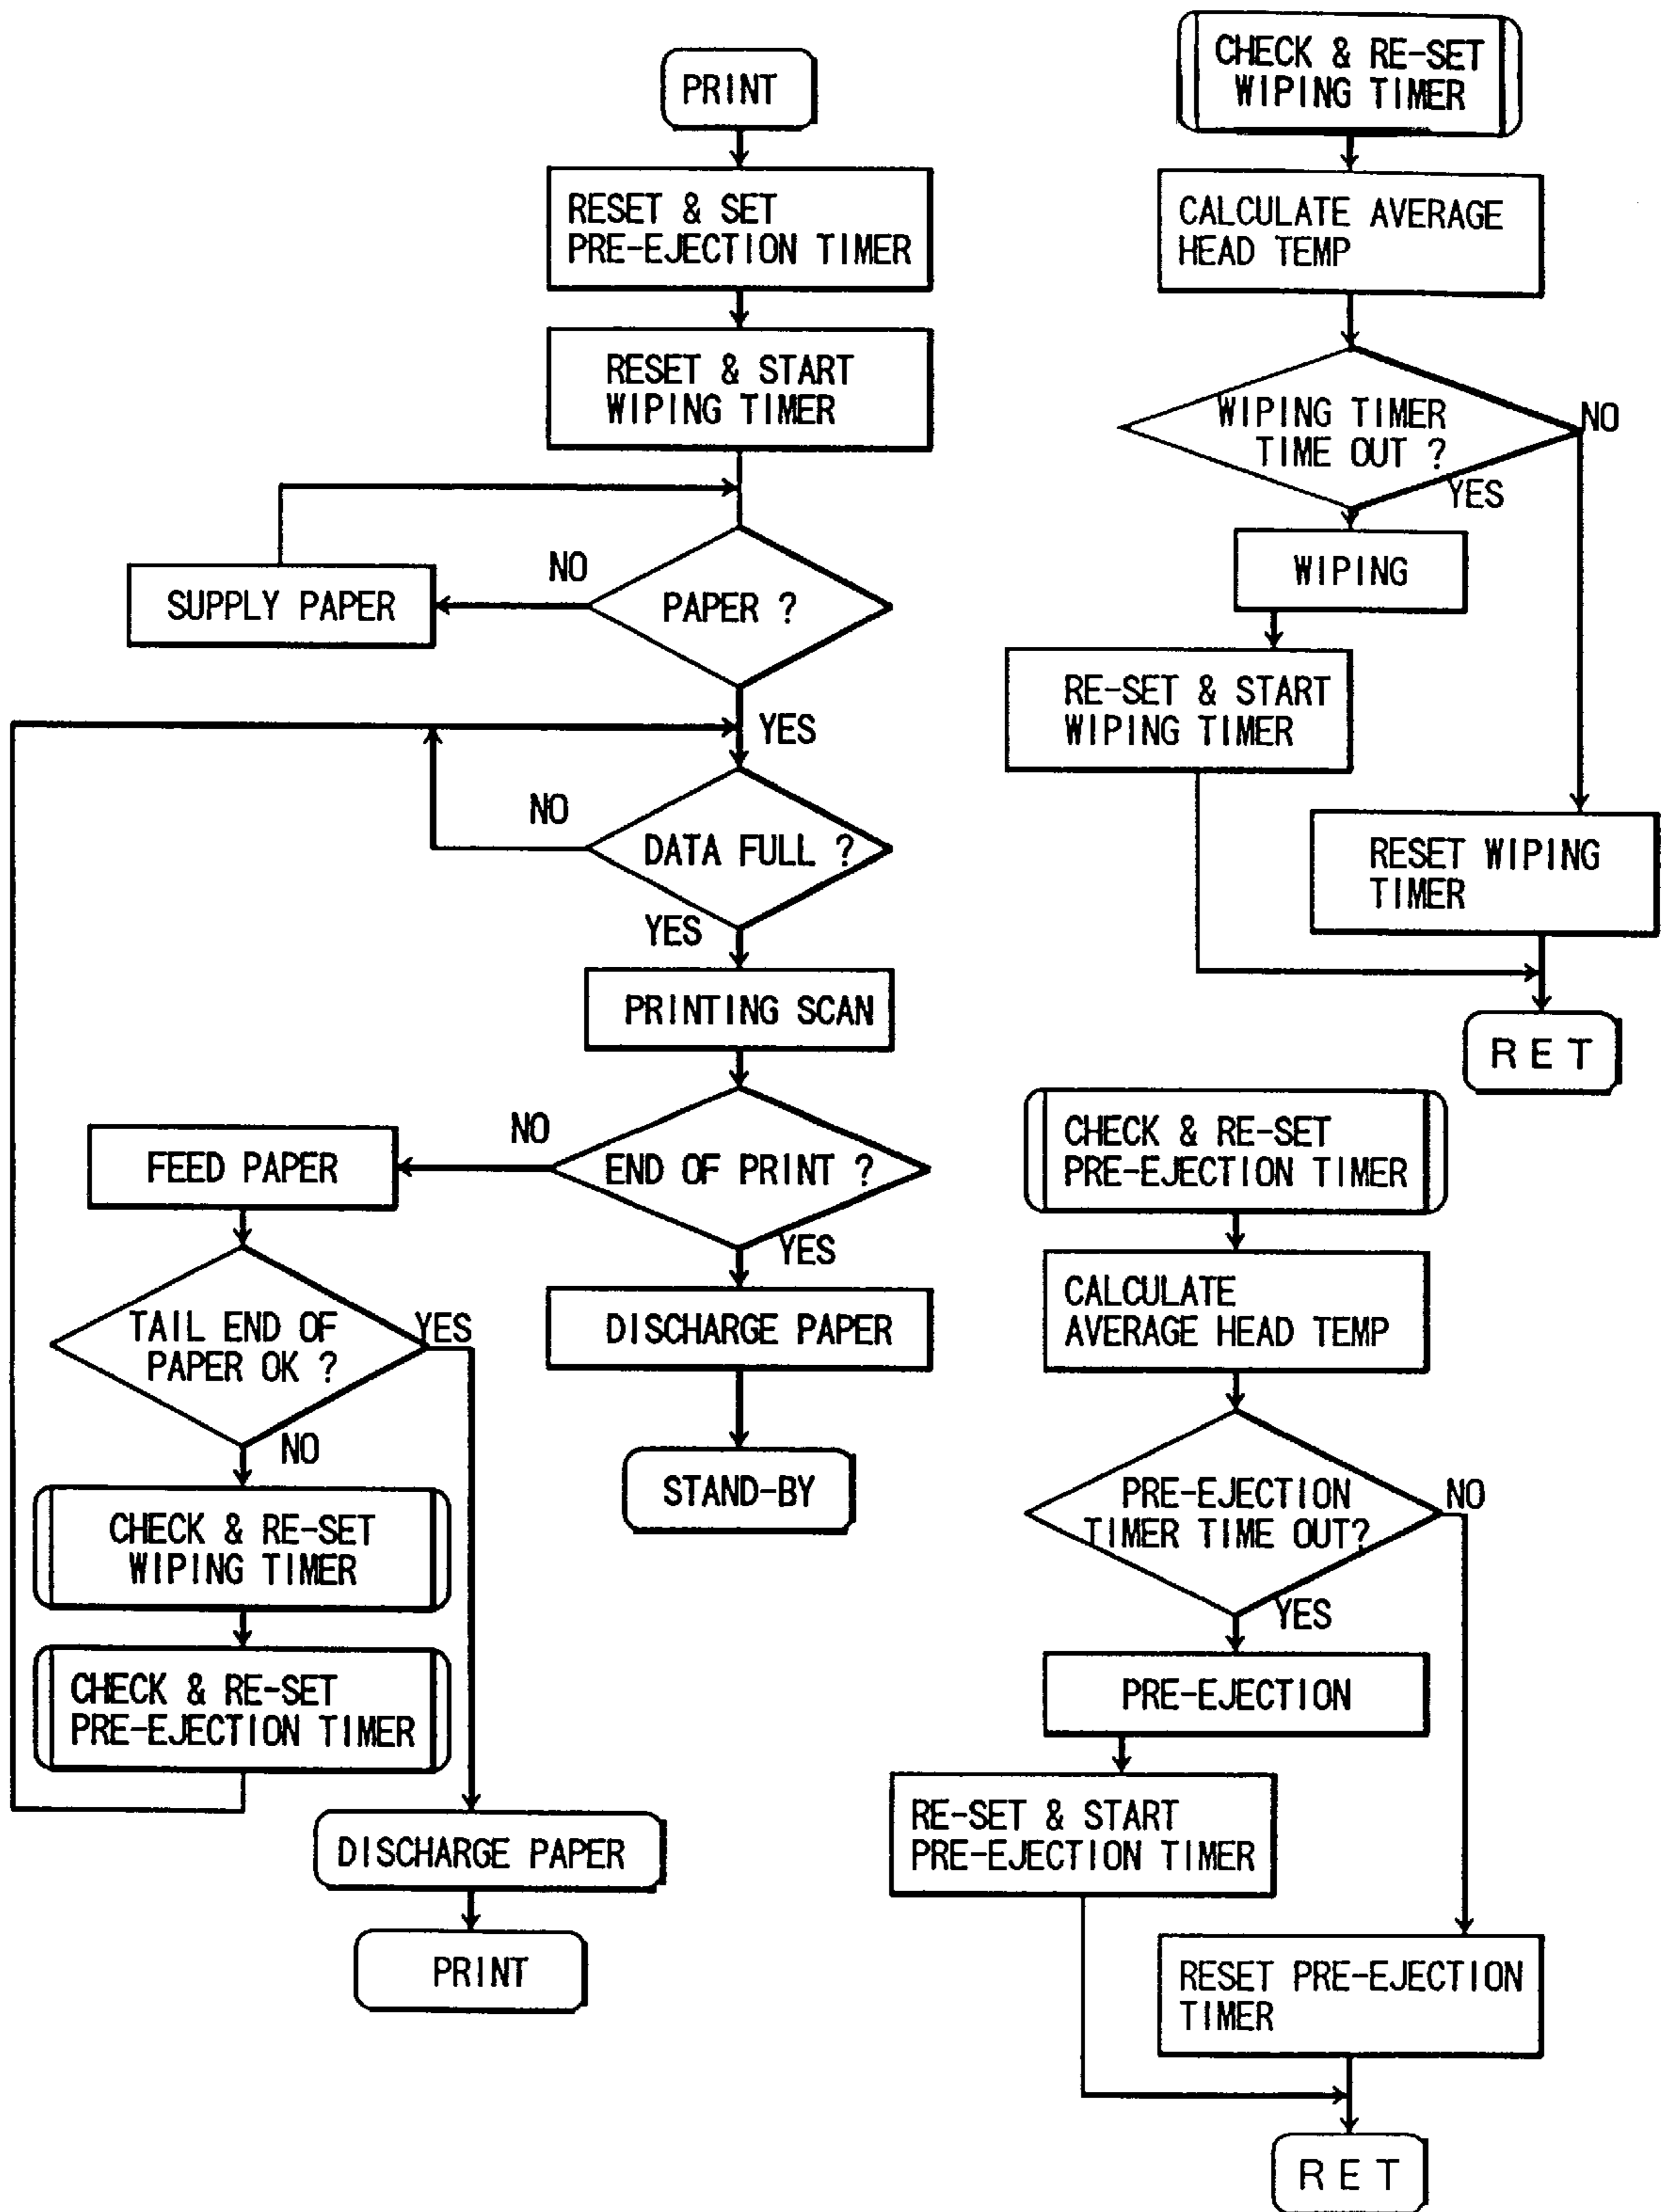 PRINT
RESET & SET
PRE-EJECTION TIMER
RESET & START
WIPING TIMER
NO
SUPPLY PAPER
PAPER ?
YES
NO
DATA FULL ?
YES
PRINTING SCAN
NO
FEED PAPER
END OF PRINT ?
YES
TAIL END OF
PAPER OK ?
YES
DISCHARGE PAPER
NO
STAND-BY
CHECK & RE-SET
WIPING TIMER
CHECK & RE-SET
PRE-EJECTION TIMER
DISCHARGE PAPER
PRINT
CHECK & RE-SET
WIPING TIMER
CALCULATE AVERAGE
HEAD TEMP
WIPING TIMER
TIME OUT ?
NO
YES
WIPING
RE-SET & START
WIPING TIMER
RESET WIPING
TIMER
RET
CHECK & RE-SET
PRE-EJECTION TIMER
CALCULATE
AVERAGE HEAD TEMP
PRE-EJECTION
TIMER TIME OUT?
NO
YES
PRE-EJECTION
RE-SET & START
PRE-EJECTION TIMER
RESET PRE-EJECTION
TIMER
RET